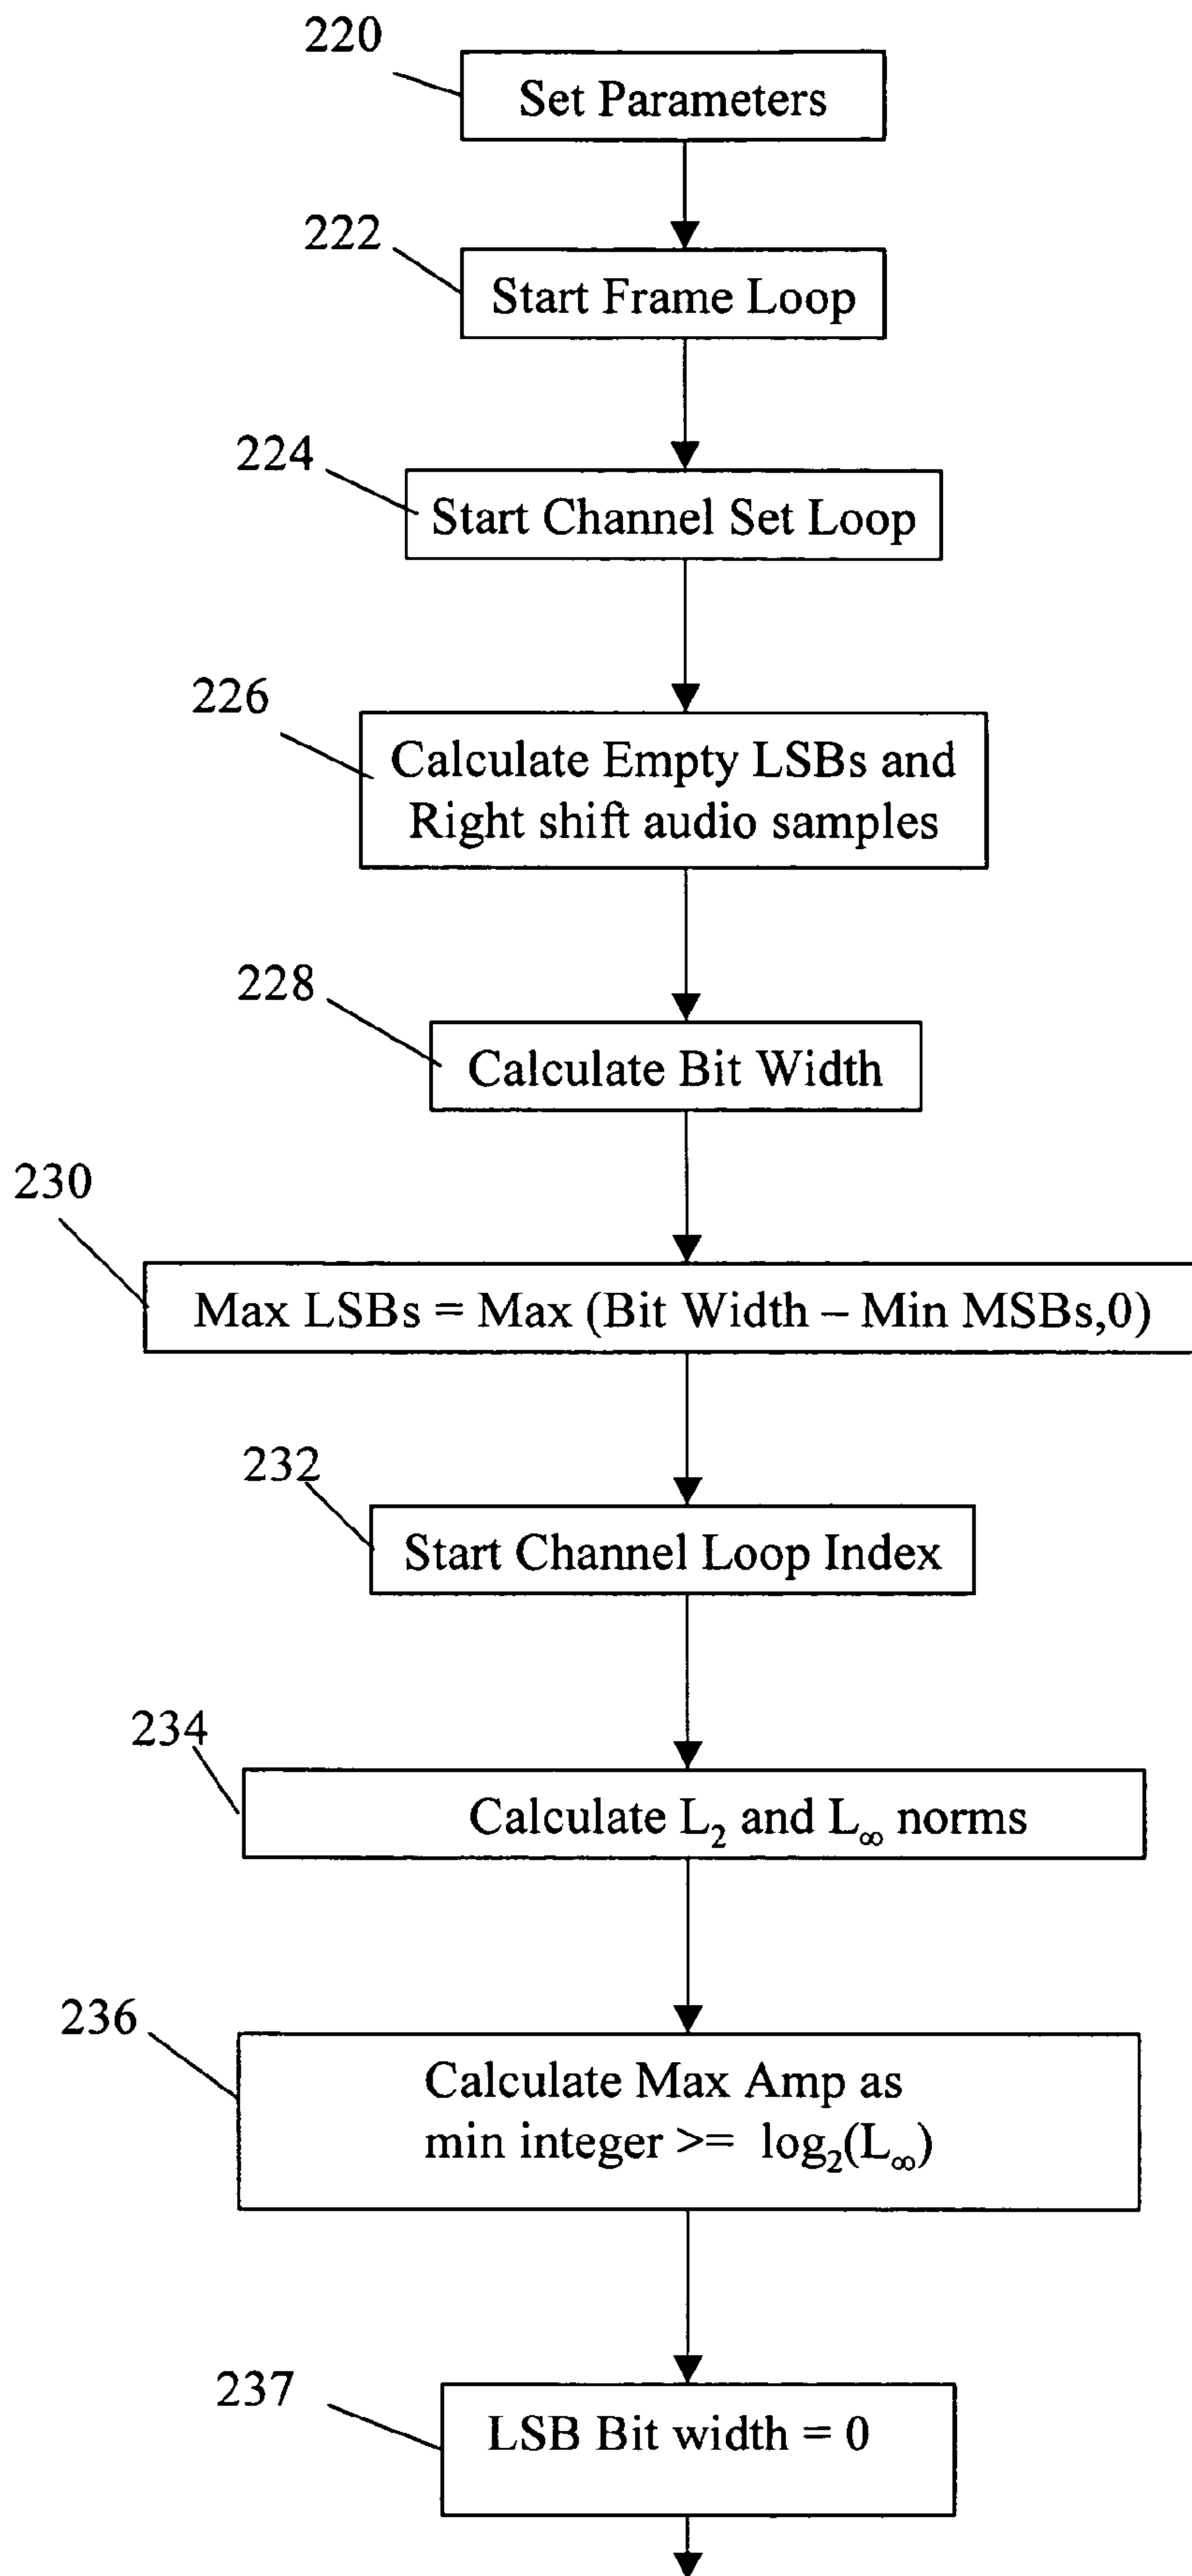 220
Set Parameters
222
Start Frame Loop
224
Start Channel Set Loop
226
Calculate Empty LSBs and
Right shift audio samples
228
Calculate Bit Width
230
Max LSBs = Max (Bit Width – Min MSBs,0)
232
Start Channel Loop Index
234
Calculate L₂ and L∞ norms
236
Calculate Max Amp as
min integer >= log₂(L∞)
237
LSB Bit width = 0